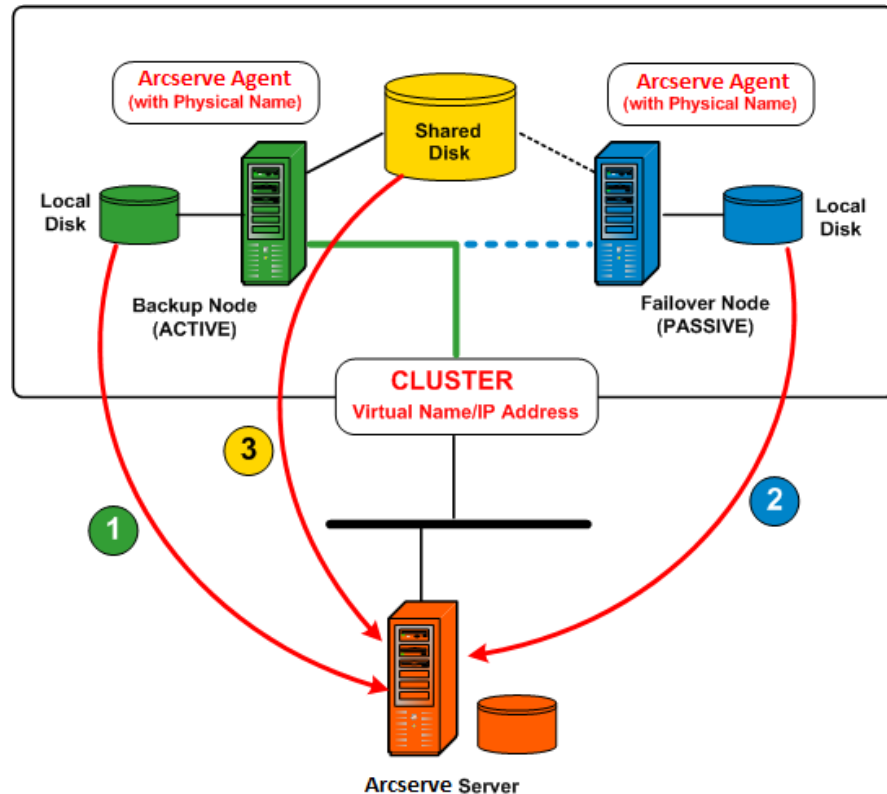 Arcserve Agent
(with Physical Name)
Arcserve Agent
(with Physical Name)
Shared
Disk
Local
Disk
Local
Disk
Backup Node
(ACTIVE)
Failover Node
(PASSIVE)
CLUSTER
Virtual Name/IP Address
3
2
1
Arcserve Server